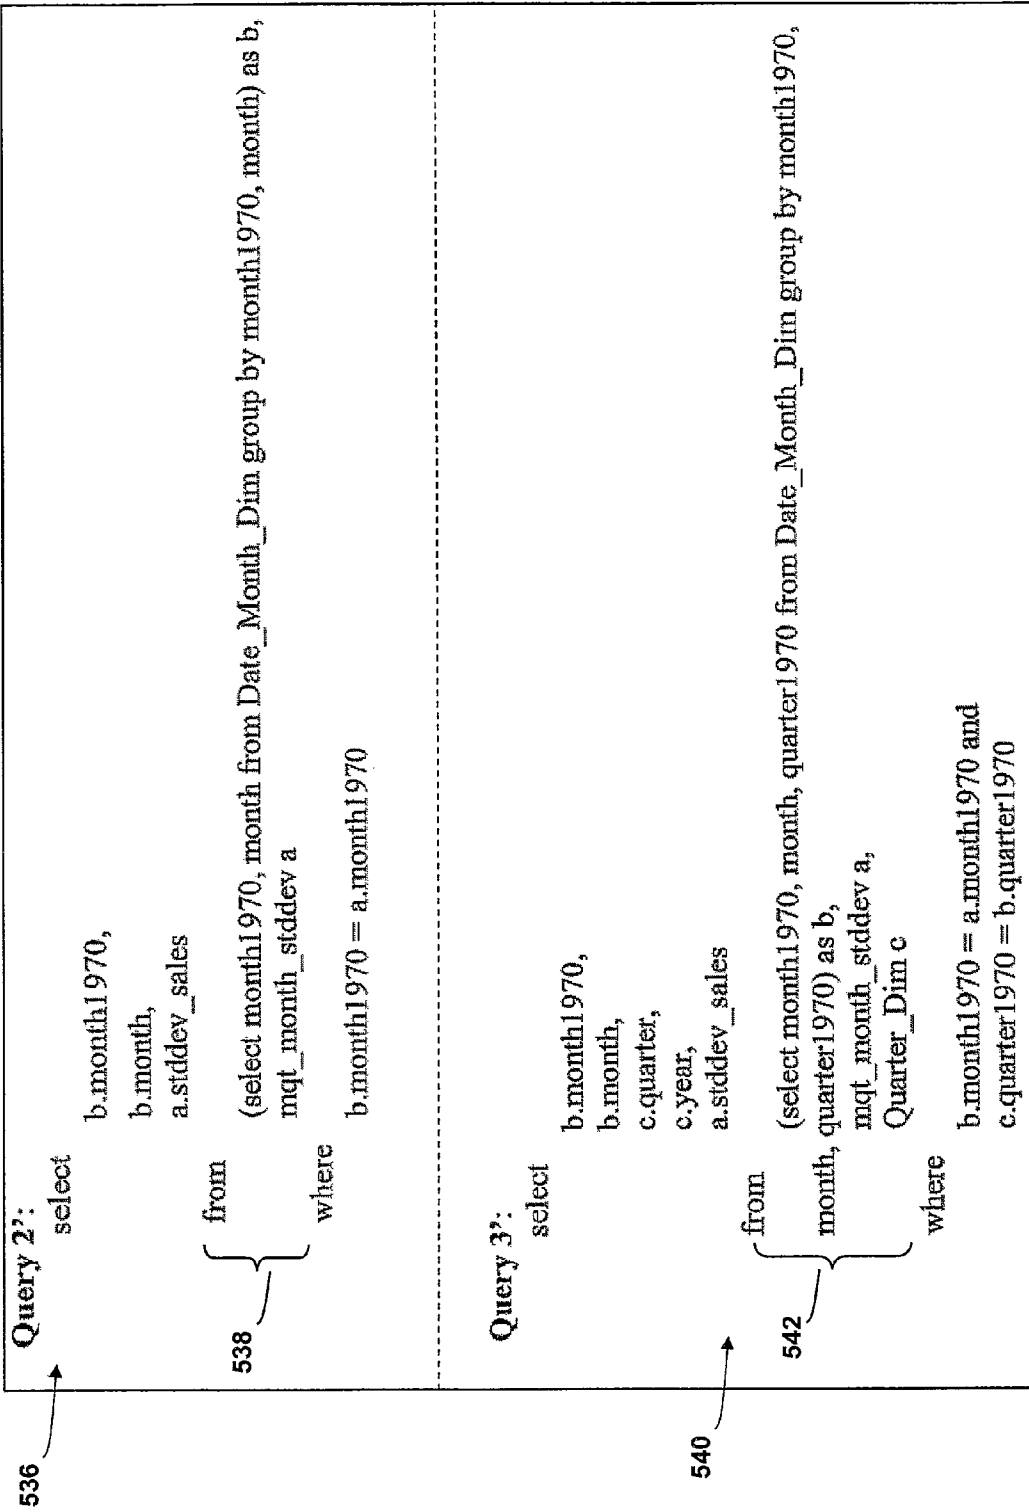 Query 2’:
select
b.month1970,
b.month,
a.stddev_sales
from
(select month1970, month from Date_Month_Dim group by month1970, month) as b,
mqt_month_stddev a
where
b.month1970 = a.month1970
536
538
Query 3’:
select
b.month1970,
b.month,
c.quarter,
c.year,
a.stddev_sales
from
(select month1970, month, quarter1970 from Date_Month_Dim group by month1970,
month, quarter1970) as b,
mqt_month_stddev a,
Quarter_Dim c
where
b.month1970 = a.month1970 and
c.quarter1970 = b.quarter1970
540
542